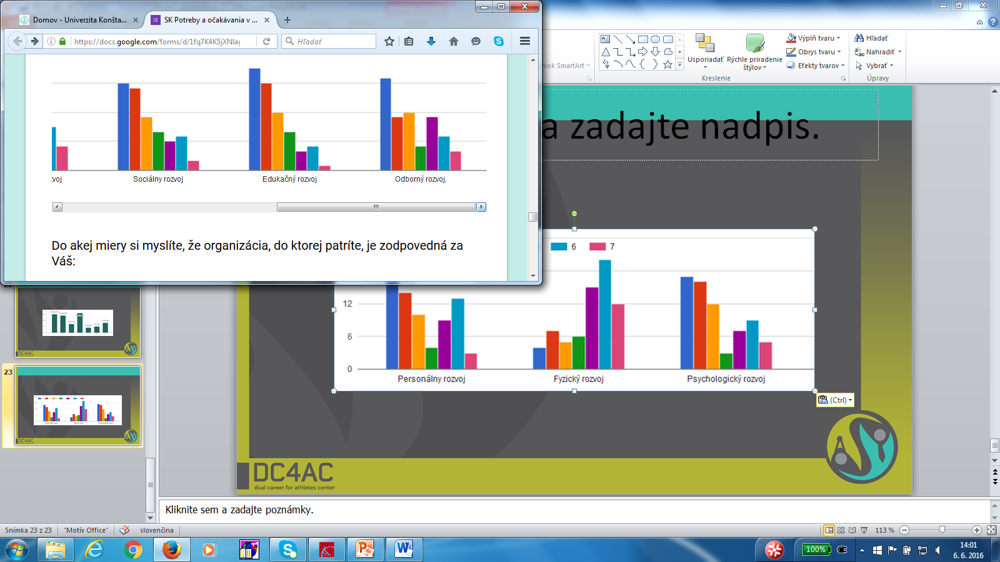 Domov - Univerzita Konšta...
SK Potreby a očakávania v ...
https://docs.google.com/forms/d/1fq7K4K5jXNIag
Hľadať
zvoj
Sociálny rozvoj
Edukačný rozvoj
Odborný rozvoj.
Do akej miery si myslíte, že organizácia, do ktorej patríte, je zodpovedná za
Váš:
rvok SmartArt
Usporiadať
Rýchle priradenie
štýlov
Výplň tvaru
Obrys tvaru
Efekty tvarov
Kreslenie
Hľadať
Nahradiť
Vybrať
Úpravy
a zadajte nadpis.
6
7
12
6
0
Personálny rozvoj
Fyzický rozvoj
Psychologický rozvoj
(Ctrl)
DC4AC
dual career for athletes center
22
DC4AC
23
DC4AC
Kliknite sem a zadajte poznámky.
Snímka 23 z 23
"Motív Office"
slovenčina
113 %
100%
14:01
6. 6. 2016